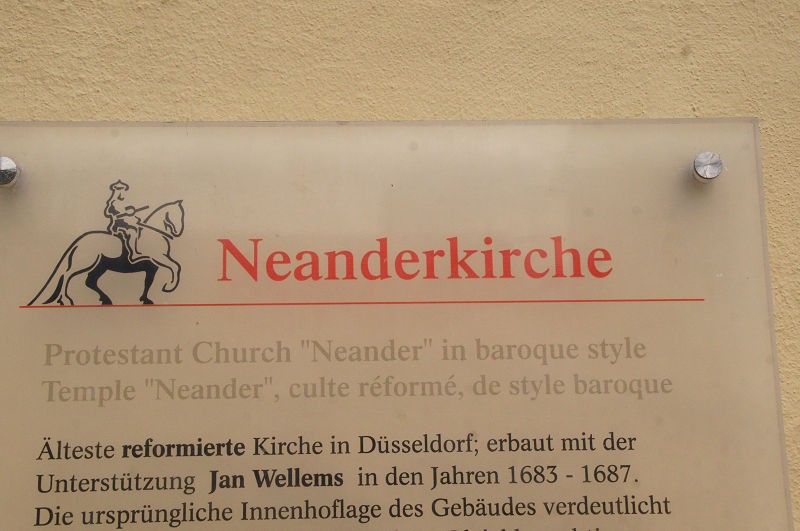 Neanderkirche
Protestant Church "Neander" in baroque style
Temple "Neander", culte réformé, de style baroque
Älteste reformierte Kirche in Düsseldorf; erbaut mit der
Unterstützung Jan Wellems in den Jahren 1683 - 1687.
Die ursprüngliche Innenhoflage des Gebäudes verdeutlicht